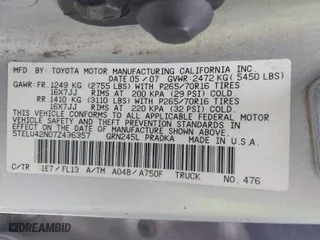 MFD. BY: TOYOTA MOTOR MANUFACTURING CALIFORNIA INC.
DATE 05/07 GVWR 2472 KG(5450 LBS)
GAWR:FR.1249 KG (2755 LBS)WITH P265/70R16 TIRES
16X7JJ RIMS AT 200 KPA (29 PSI) COLD
RR.1410 KG (3110 LBS)WITH P265/70R16 TIRES
16X7JJ RIMS AT 220 KPA (32 PSI) COLD
THIS VEHICLE CONFORMS TO ALL APPLICABLE FEDERAL MOTOR
VEHICLE SAFETY STANDARDS IN EFFECT ON THE DATE OF
MANUFACTURE SHOWN ABOVE. MADE IN U.S.A.
5TELU42N07Z436357 GRN245L PRADKA
C/TR 1E7/FL13 A/TM A04B/A750F TRUCK NO. 476